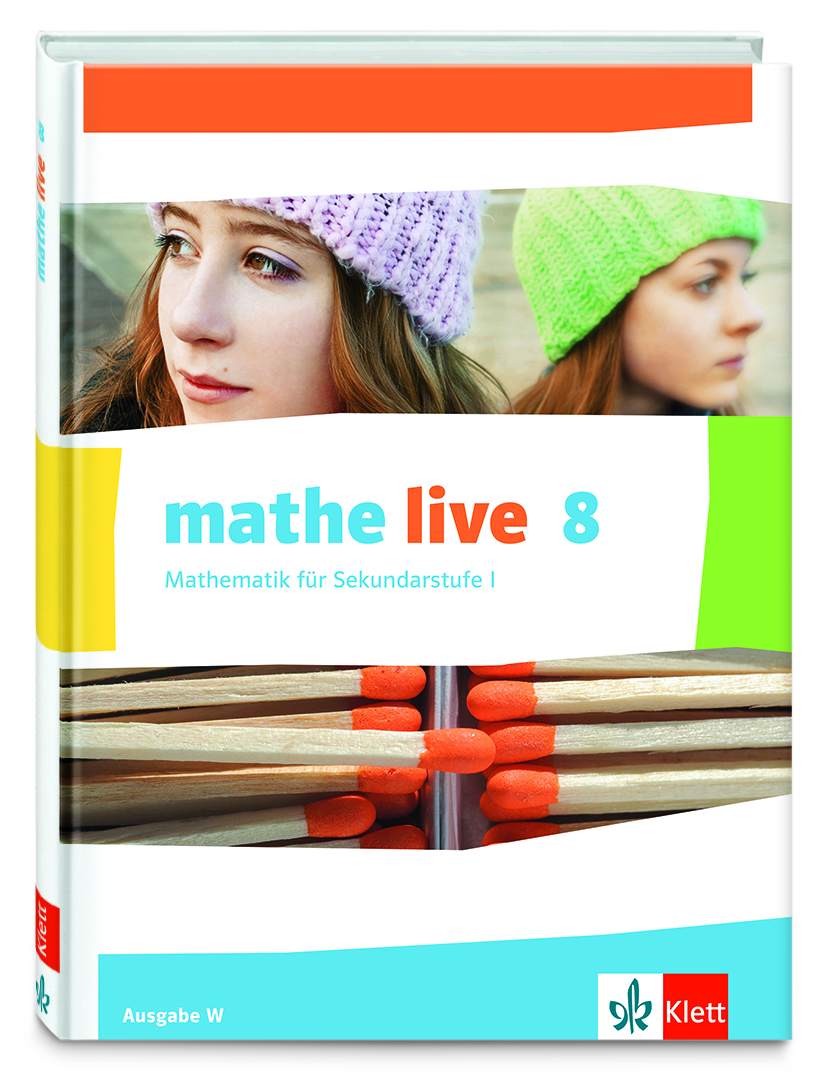 mathe live 8
mathe live 8
Mathematik für Sekundarstufe I
Klett
Ausgabe W
Klett